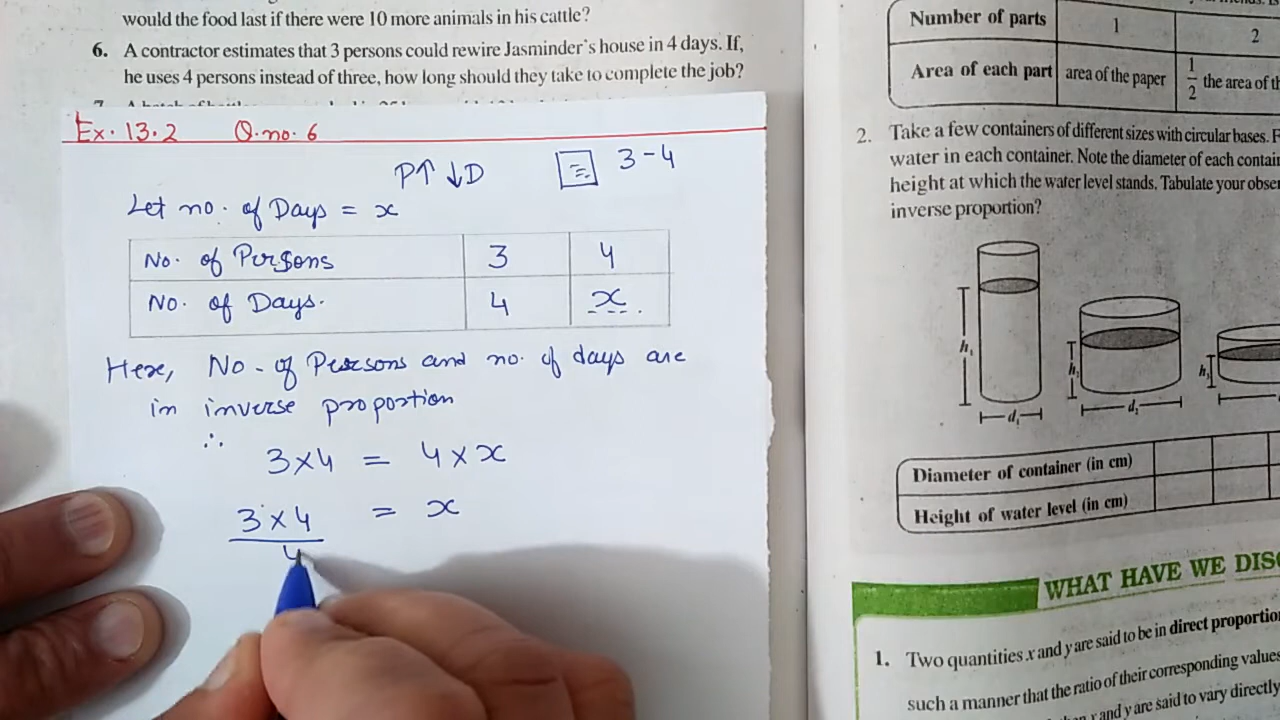 would the food last if there were 10 more animals in his cattle?
6. A contractor estimates that 3 persons could rewire Jasminder's house in 4 days. If,
he uses 4 persons instead of three, how long should they take to complete the job?
7.
Ex. 13.2 Q. no. 6
P↑ ↓D 3-4
Let no. of Days = x
No. of Persons 3 4
No. of Days. 4 x
Here, No. of Persons and no. of days are
in inverse proportion
∴
3×4 = 4×x
3×4 = x
4
Number of parts 1 2
Area of each part area of the paper 1/2 the area of
2. Take a few containers of different sizes with circular bases.
water in each container. Note the diameter of each
height at which the water level stands. Tabulate your
inverse proportion?
h₁
h₂
d₁
d₂
Diameter of container (in cm)
Height of water level (in cm)
WHAT HAVE WE
1. Two quantities x and y are said to be in direct
such a manner that the ratio of their corresponding values
x and y are said to vary directly